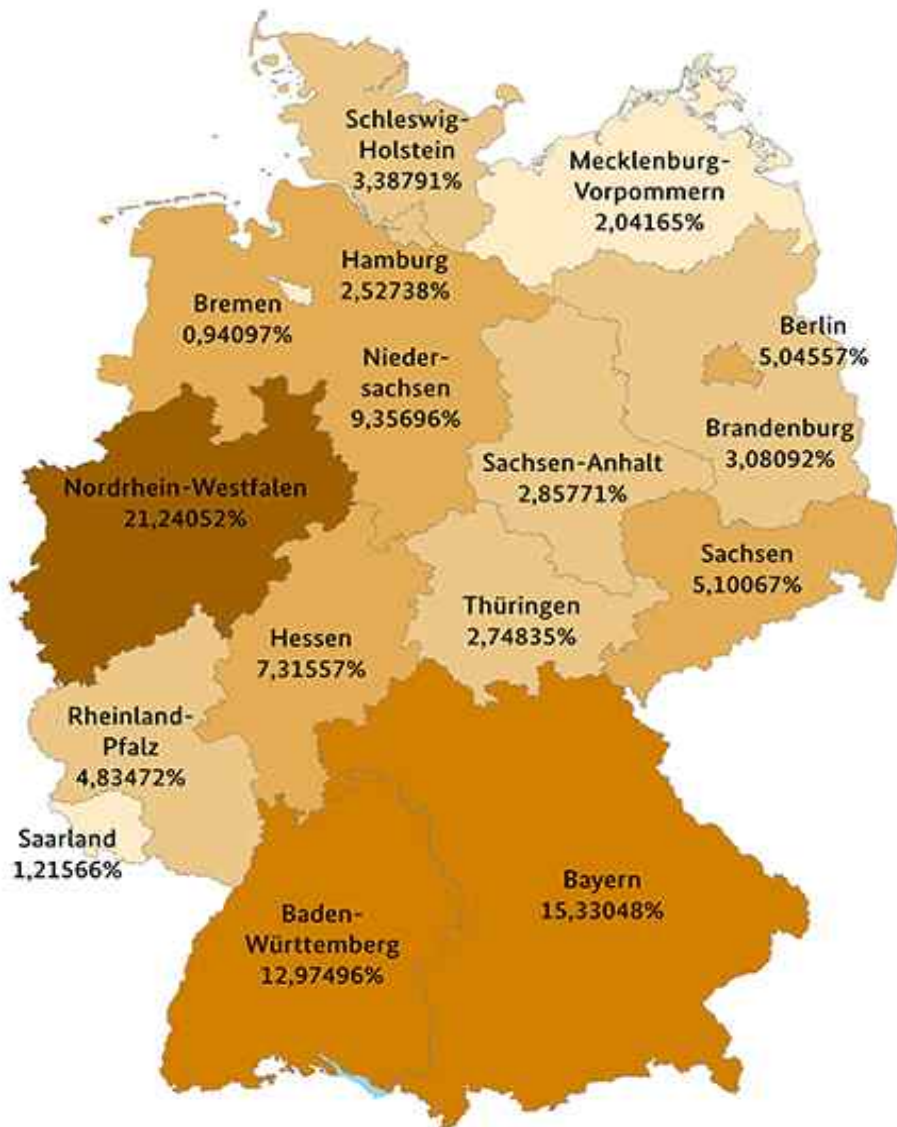 Schleswig-
Holstein
3,38791%
Mecklenburg-
Vorpommern
2,04165%
Hamburg
2,52738%
Bremen
0,94097%
Berlin
5,04557%
Nieder-
sachsen
9,35696%
Brandenburg
3,08092%
Sachsen-Anhalt
2,85771%
Nordrhein-Westfalen
21,24052%
Sachsen
5,10067%
Thüringen
2,74835%
Hessen
7,31557%
Rheinland-
Pfalz
4,83472%
Saarland
1,21566%
Bayern
15,33048%
Baden-
Württemberg
12,97496%